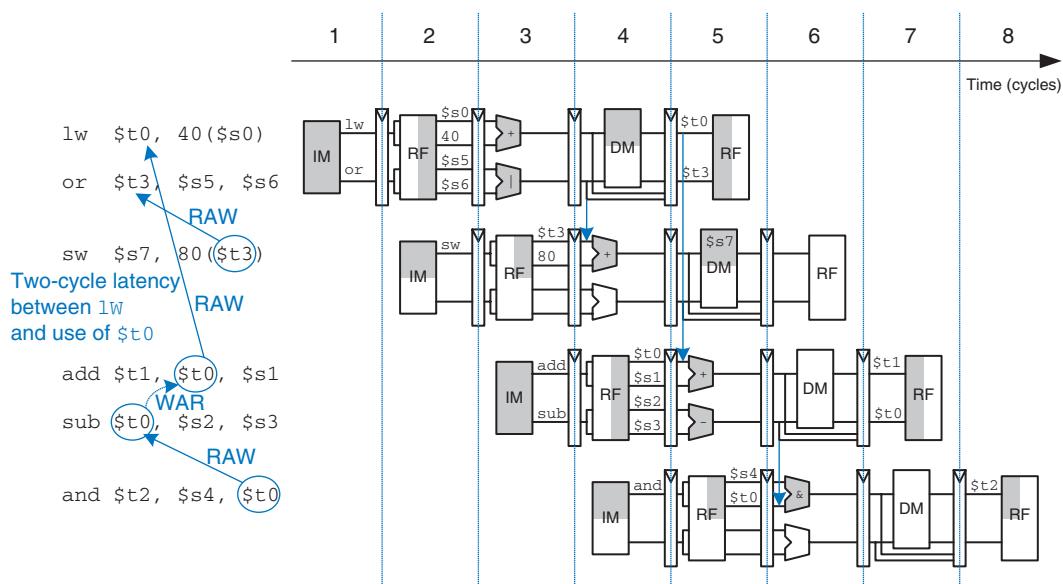 1 2 3 4 5 6 7 8
Time (cycles)
lw $t0, 40($s0)
or $t3, $s5, $s6
RAW
sw $s7, 80($t3)
Two-cycle latency
between lW
and use of $t0
RAW
add $t1, $t0, $s1
WAR
sub $t0, $s2, $s3
RAW
and $t2, $s4, $t0
IM
lw
or
RF
$s0
40
$s5
$s6
+
|
DM
$t0
$t3
RF
IM
sw
RF
$t3
80
+
$s7
DM
RF
IM
add
sub
RF
$t0
$s1
$s2
$s3
+
-
DM
$t1
$t0
RF
IM
and
RF
$s4
$t0
&
DM
$t2
RF